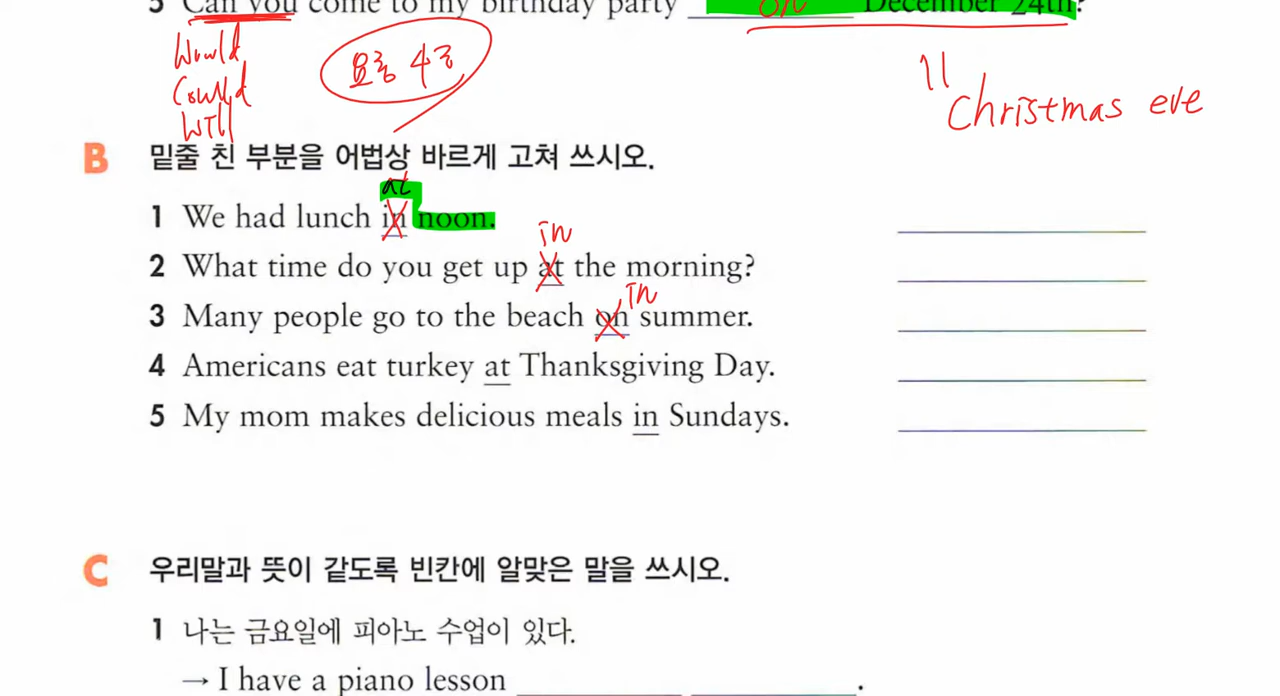 5 Can you come to my birthday party on December 24th?
Would
Could
Will
요청 4종
Christmas eve
B 밑줄 친 부분을 어법상 바르게 고쳐 쓰시오.
at
1 We had lunch in noon.
in
2 What time do you get up at the morning?
in
3 Many people go to the beach on summer.
4 Americans eat turkey at Thanksgiving Day.
5 My mom makes delicious meals in Sundays.
C 우리말과 뜻이 같도록 빈칸에 알맞은 말을 쓰시오.
1 나는 금요일에 피아노 수업이 있다.
→ I have a piano lesson ________ ________.